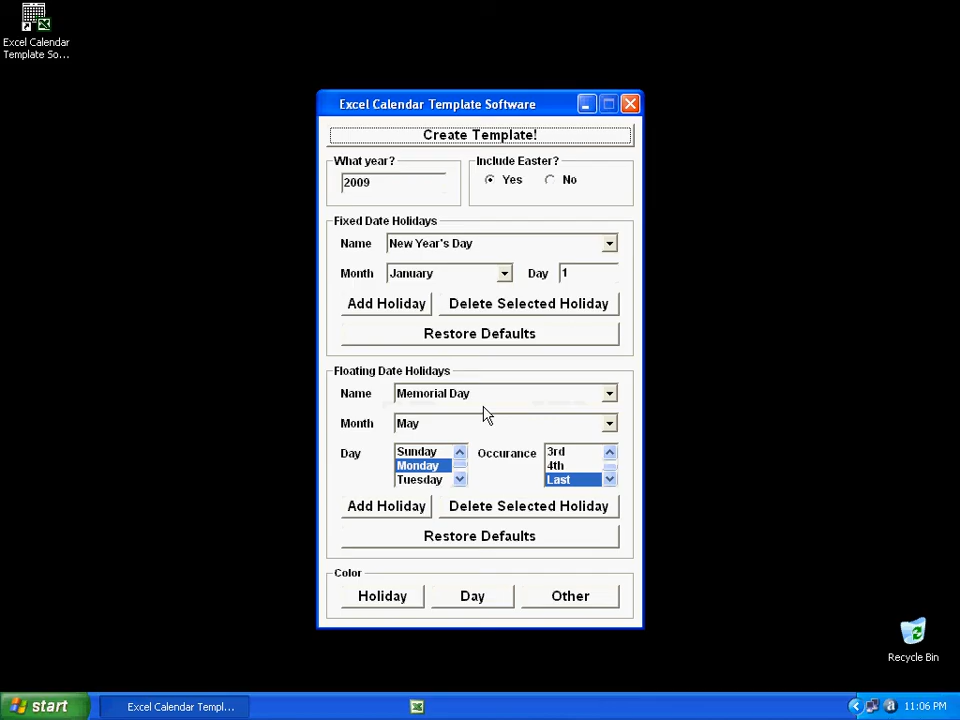 Excel Calendar
Template So...
Excel Calendar Template Software
Create Template!
What year?
Include Easter?
2009
Yes
No
Fixed Date Holidays
Name
New Year's Day
Month
January
Day
1
Add Holiday
Delete Selected Holiday
Restore Defaults
Floating Date Holidays
Name
Memorial Day
Month
May
Day
Sunday
Monday
Tuesday
Occurance
3rd
4th
Last
Add Holiday
Delete Selected Holiday
Restore Defaults
Color
Holiday
Day
Other
Recycle Bin
start
Excel Calendar Templ...
11:06 PM